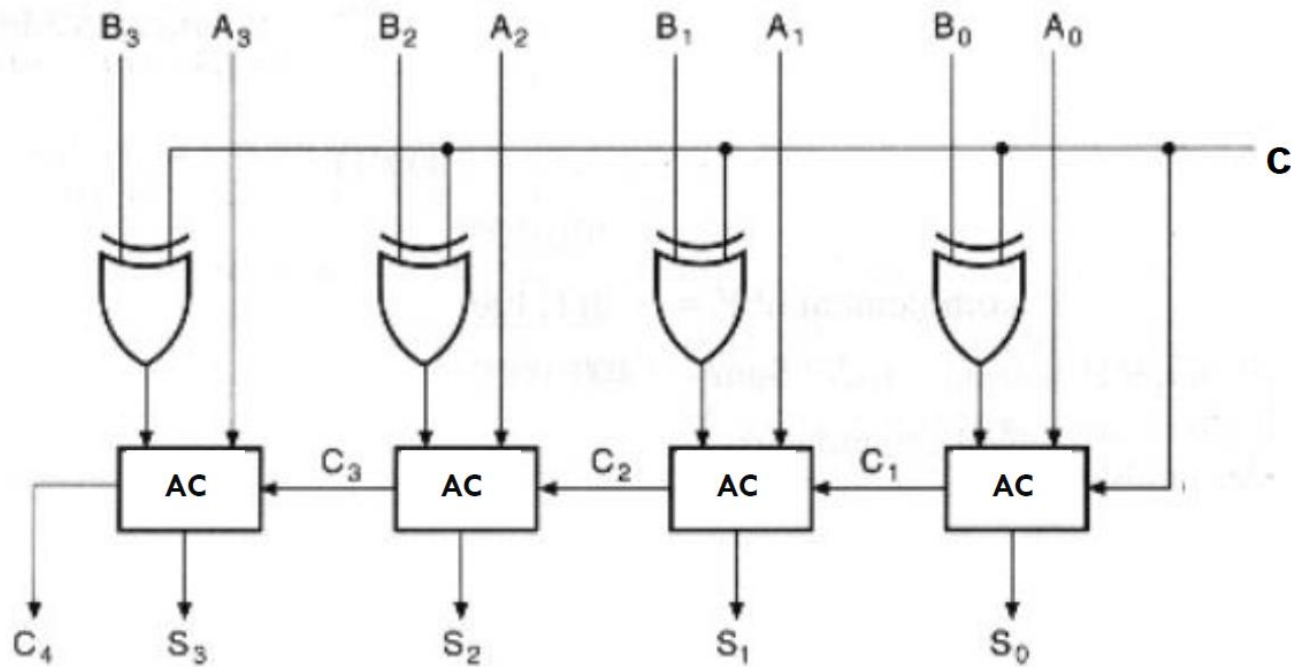 B₃ A₃ B₂ A₂ B₁ A₁ B₀ A₀
C
AC C₃ AC C₂ AC C₁ AC
C₄ S₃ S₂ S₁ S₀